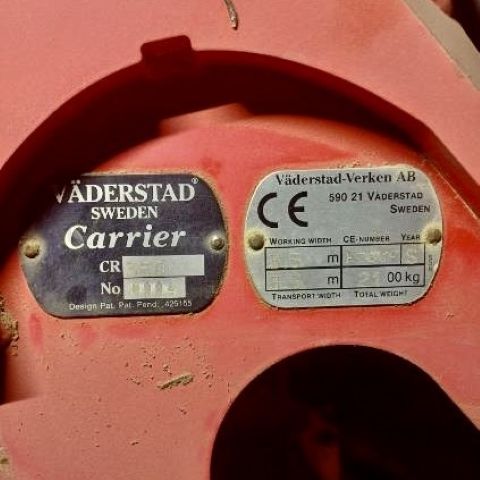 VÄDERSTAD®
SWEDEN
Carrier
CR
No
Design Pat. Pat. Pend.: 425155
Väderstad-Verken AB
CE
590 21 VÄDERSTAD
SWEDEN
WORKING WIDTH CE-NUMBER YEAR
m
m 00 kg
TRANSPORT WIDTH TOTAL WEIGHT